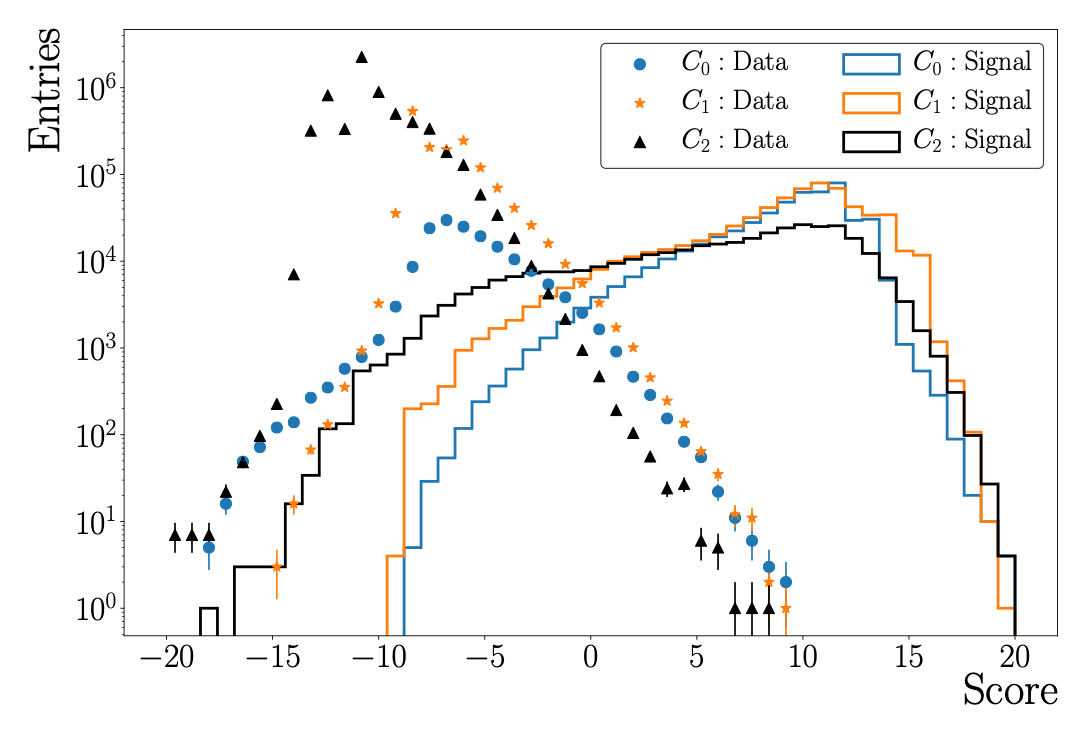 Entries
10^6
10^5
10^4
10^3
10^2
10^1
10^0
C_0 : Data
C_1 : Data
C_2 : Data
C_0 : Signal
C_1 : Signal
C_2 : Signal
−20 −15 −10 −5 0 5 10 15 20
Score